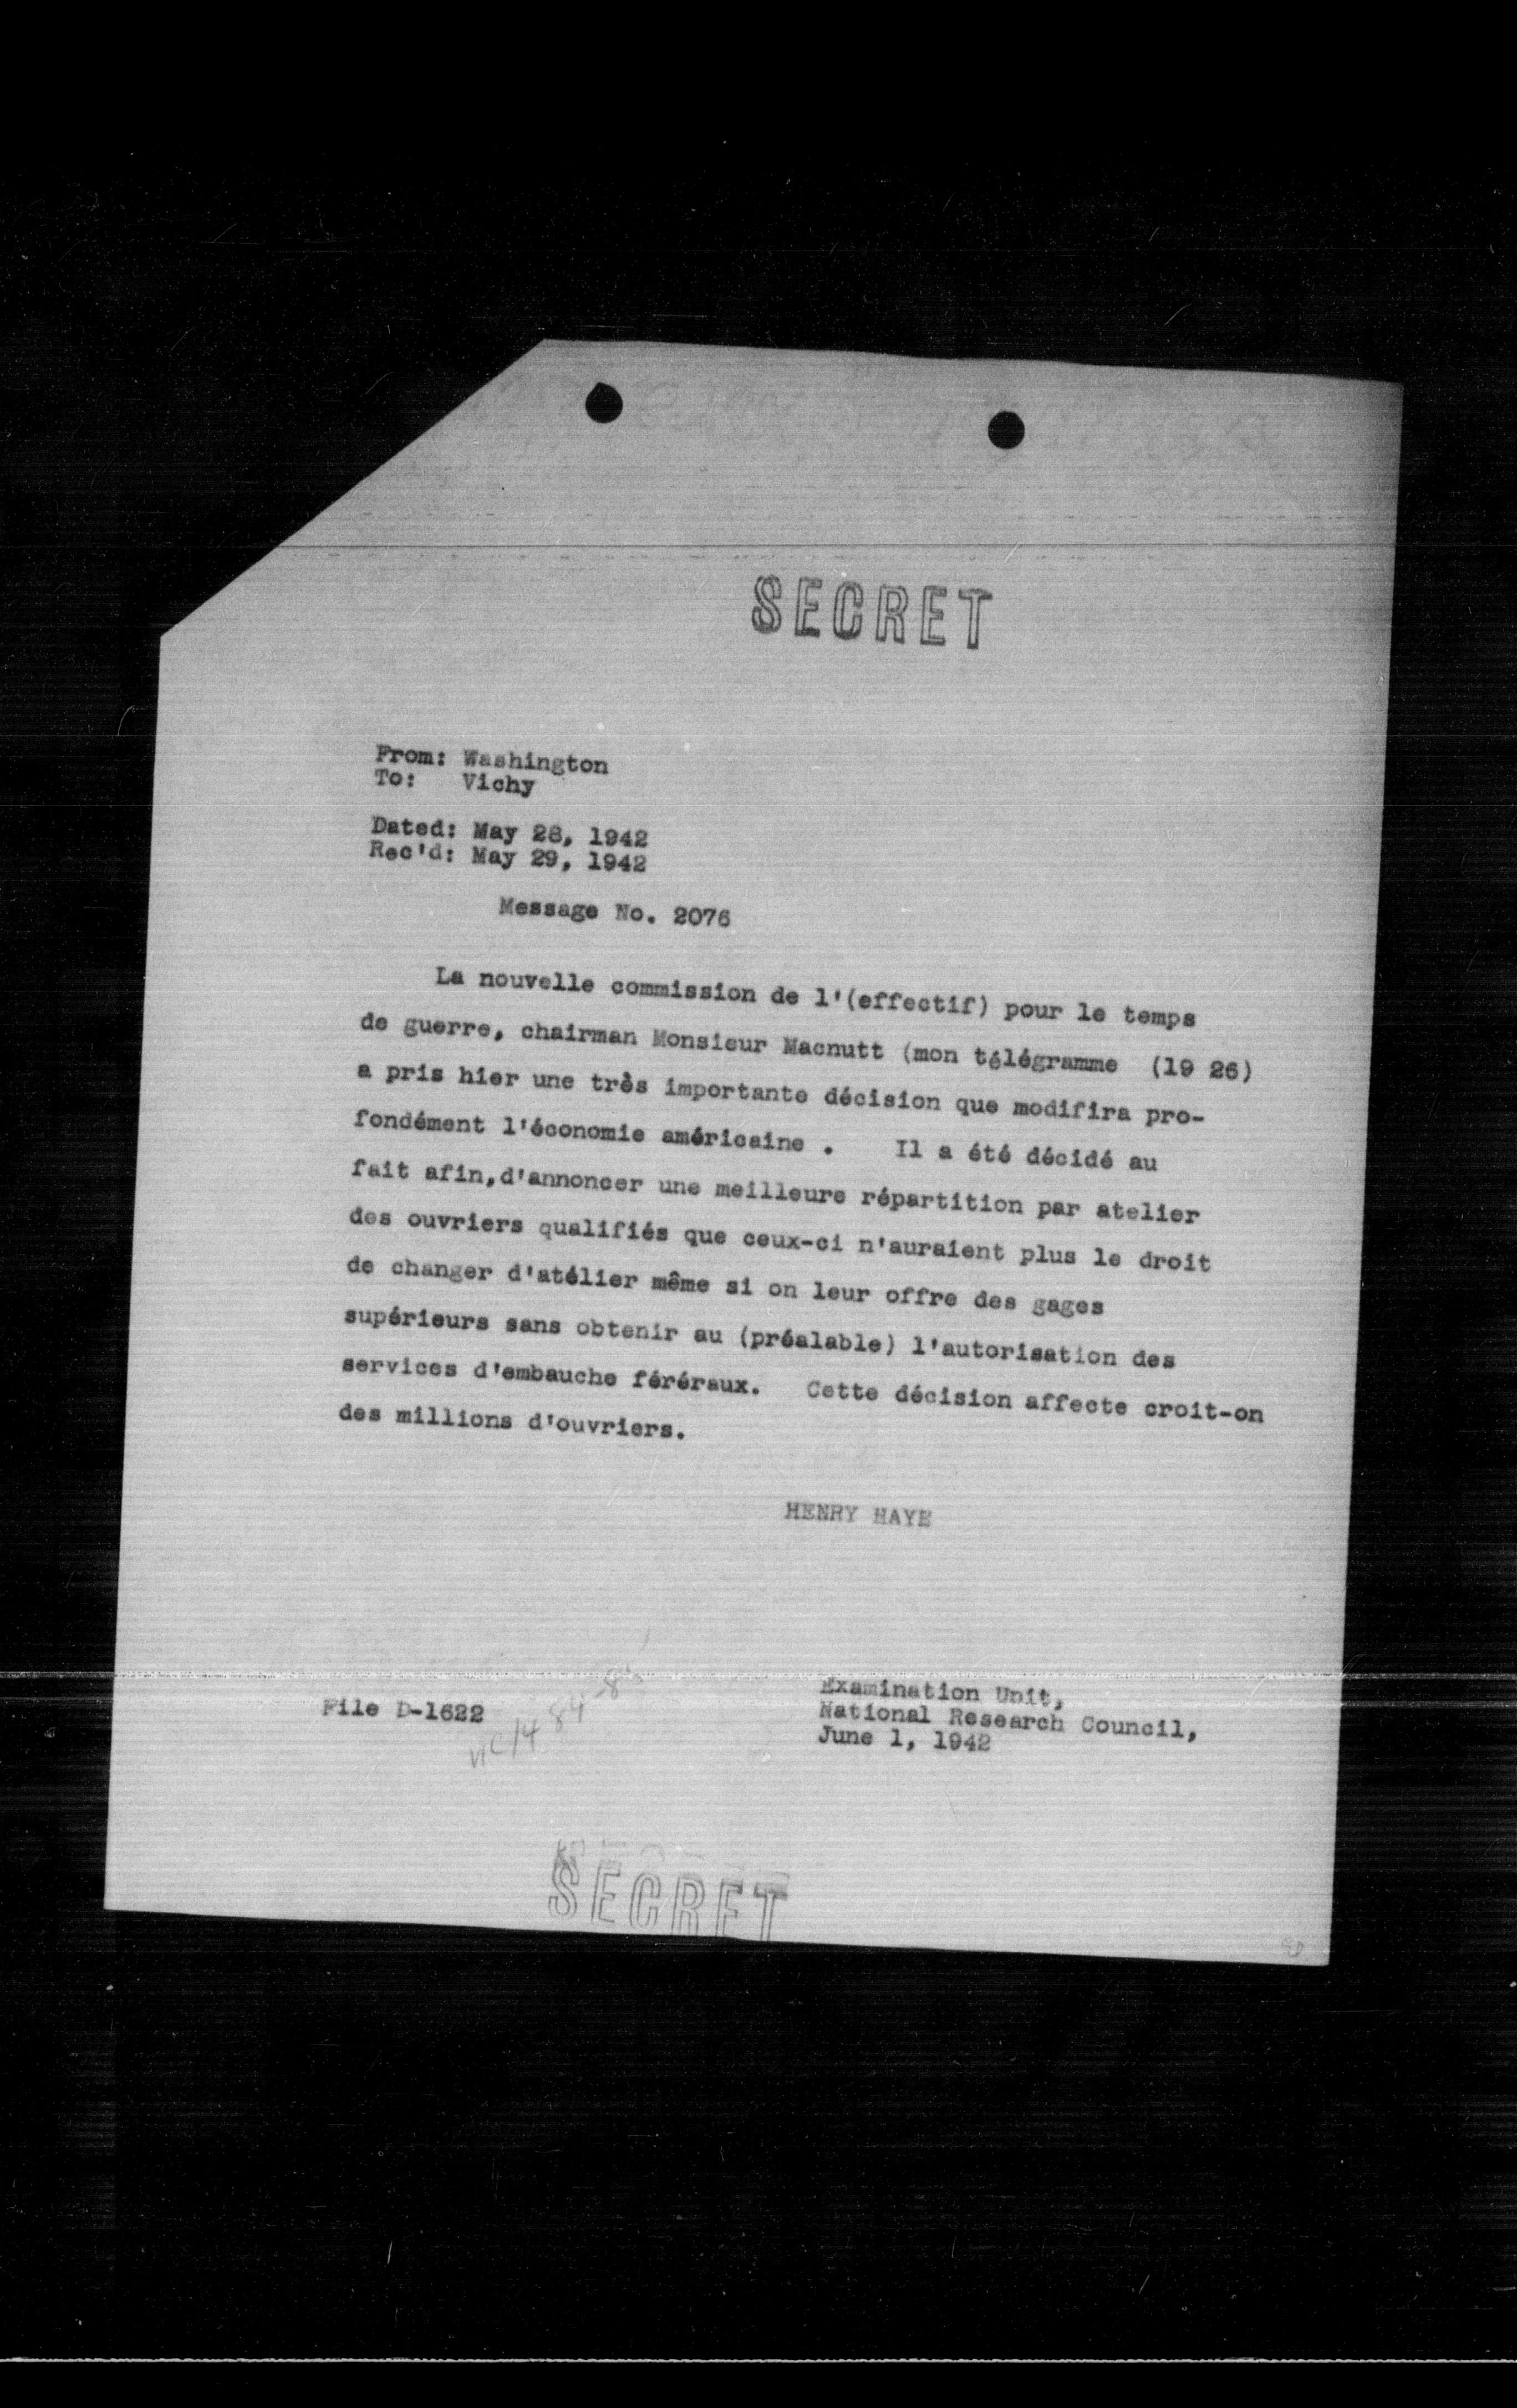 SECRET
From: Washington
To: Vichy
Dated: May 28, 1942
Rec'd: May 29, 1942
Message No. 2076
La nouvelle commission de l'(effectif) pour le temps
de guerre, chairman Monsieur Macnutt (mon télégramme (19 26)
a pris hier une très importante décision que modifira pro-
fondément l'économie américaine . Il a été décidé au
fait afin,d'annoncer une meilleure répartition par atelier
des ouvriers qualifiés que ceux-ci n'auraient plus le droit
de changer d'atélier même si on leur offre des gages
supérieurs sans obtenir au (préalable) l'autorisation des
services d'embauche féréraux. Cette décision affecte croit-on
des millions d'ouvriers.
HENRY HAYE
File D-1622
Examination Unit,
National Research Council,
June 1, 1942
SECRET